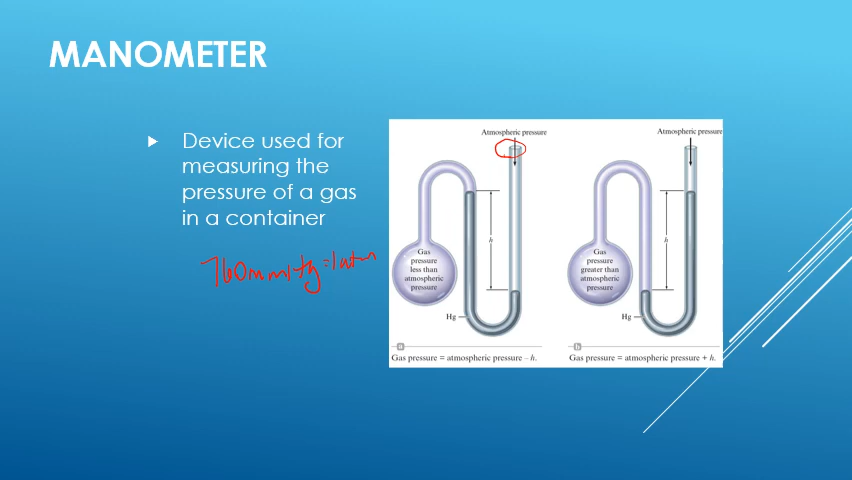 MANOMETER
Device used for
measuring the
pressure of a gas
in a container
760mmHg=1atm
Atmospheric pressure
h
Gas
pressure
less than
atmospheric
pressure
Hg
a
Gas pressure = atmospheric pressure – h.
Atmospheric pressure
h
Gas
pressure
greater than
atmospheric
pressure
Hg
b
Gas pressure = atmospheric pressure + h.